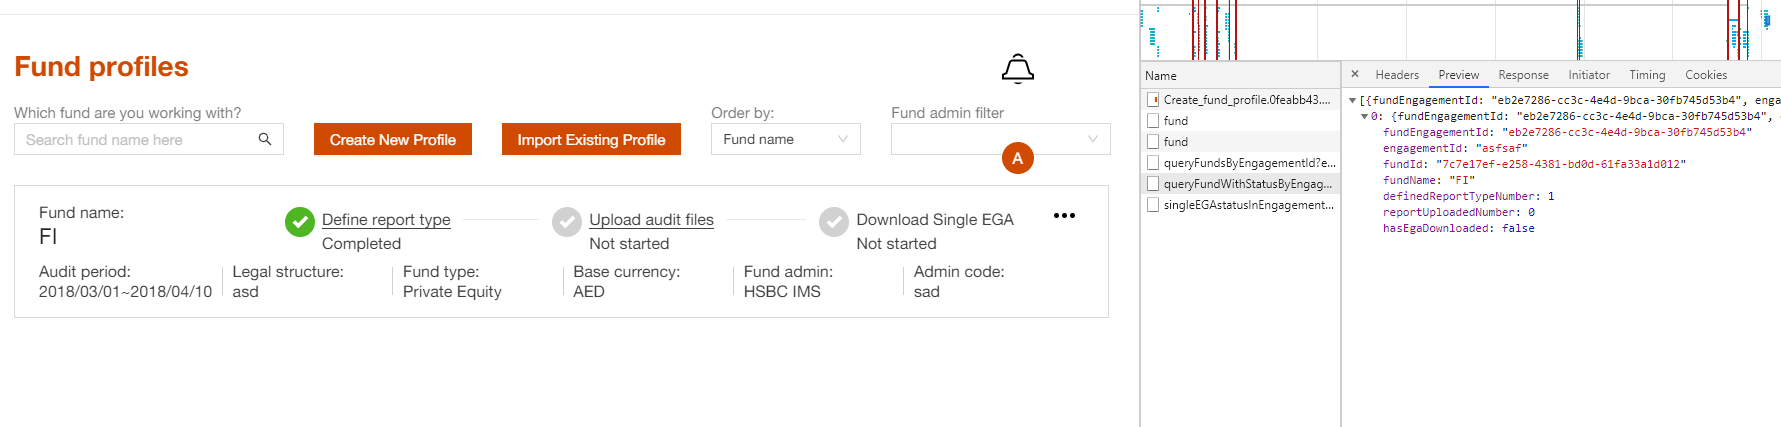 Fund profiles
Which fund are you working with?
Search fund name here
Create New Profile
Import Existing Profile
Order by:
Fund name
Fund admin filter
A
Fund name:
FI
Define report type
Completed
Upload audit files
Not started
Download Single EGA
Not started
Audit period:
2018/03/01~2018/04/10
Legal structure:
asd
Fund type:
Private Equity
Base currency:
AED
Fund admin:
HSBC IMS
Admin code:
sad
Name
Create_fund_profile.0feabb43....
fund
fund
queryFundsByEngagementId?e...
queryFundWithStatusByEngag...
singleEGAstatusInEngagement...
× Headers Preview Response Initiator Timing Cookies
[{fundEngagementId: "eb2e7286-cc3c-4e4d-9bca-30fb745d53b4", enga
0: {fundEngagementId: "eb2e7286-cc3c-4e4d-9bca-30fb745d53b4",
fundEngagementId: "eb2e7286-cc3c-4e4d-9bca-30fb745d53b4"
engagementId: "asfsaf"
fundId: "7c7e17ef-e258-4381-bd0d-61fa33a1d012"
fundName: "FI"
definedReportTypeNumber: 1
reportUploadedNumber: 0
hasEgaDownloaded: false